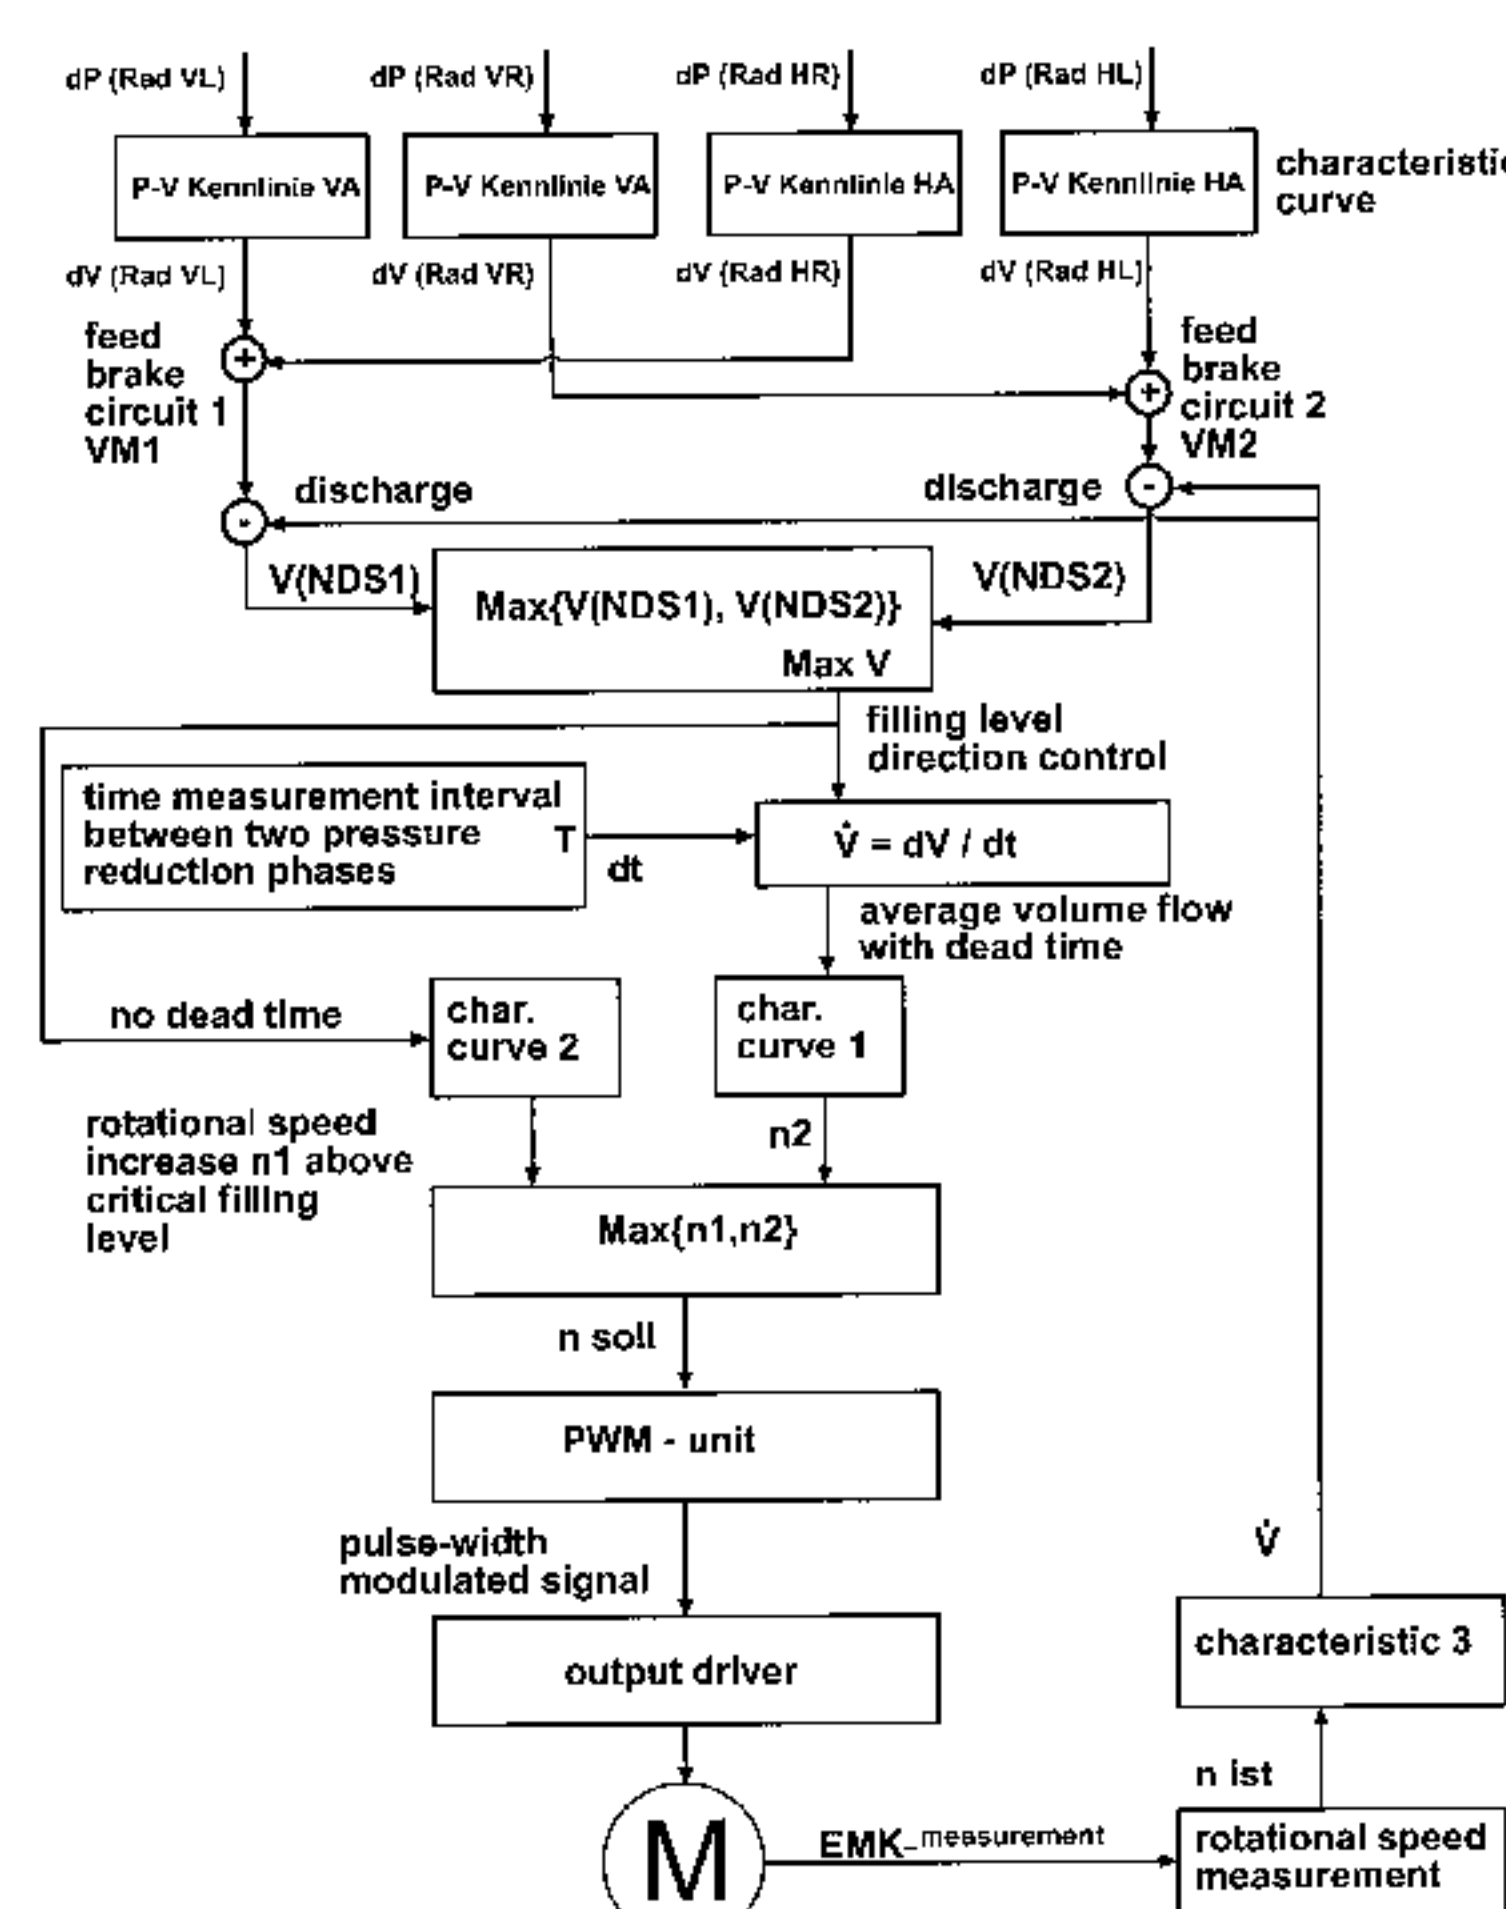 dP (Rad VL)
dP (Rad VR)
dP (Rad HR)
dP (Rad HL)
P-V Kennlinie VA
P-V Kennlinie VA
P-V Kennlinie HA
P-V Kennlinie HA
characteristic
curve
dV (Rad VL)
dV (Rad VR)
dV (Rad HR)
dV (Rad HL)
feed
brake
circuit 1
VM1
+
feed
brake
circuit 2
VM2
+
discharge
-
discharge
-
V(NDS1)
Max{V(NDS1), V(NDS2)}
Max V
V(NDS2)
filling level
direction control
time measurement interval
between two pressure
reduction phases
T
dt
V̇ = dV / dt
average volume flow
with dead time
no dead time
char.
curve 2
char.
curve 1
rotational speed
increase n1 above
critical filling
level
n2
Max{n1,n2}
n soll
PWM - unit
pulse-width
modulated signal
V̇
output driver
characteristic 3
n ist
M
EMK-measurement
rotational speed
measurement